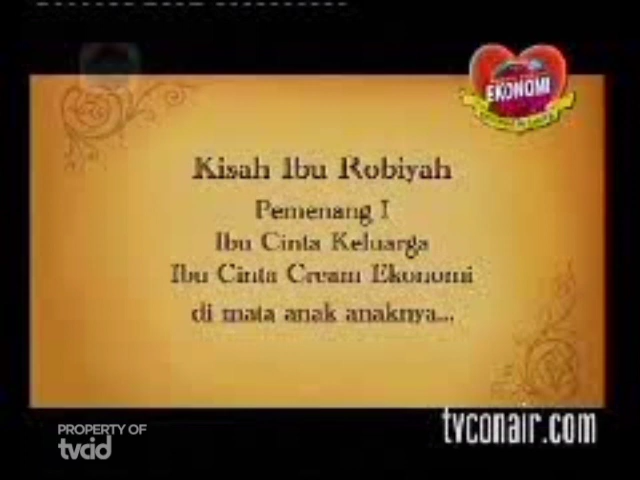 EKONOMI
Kisah Ibu Robiyah
Pemenang I
Ibu Cinta Keluarga
Ibu Cinta Cream Ekonomi
di mata anak anaknya...
tvconair.com
PROPERTY OF
tvcid